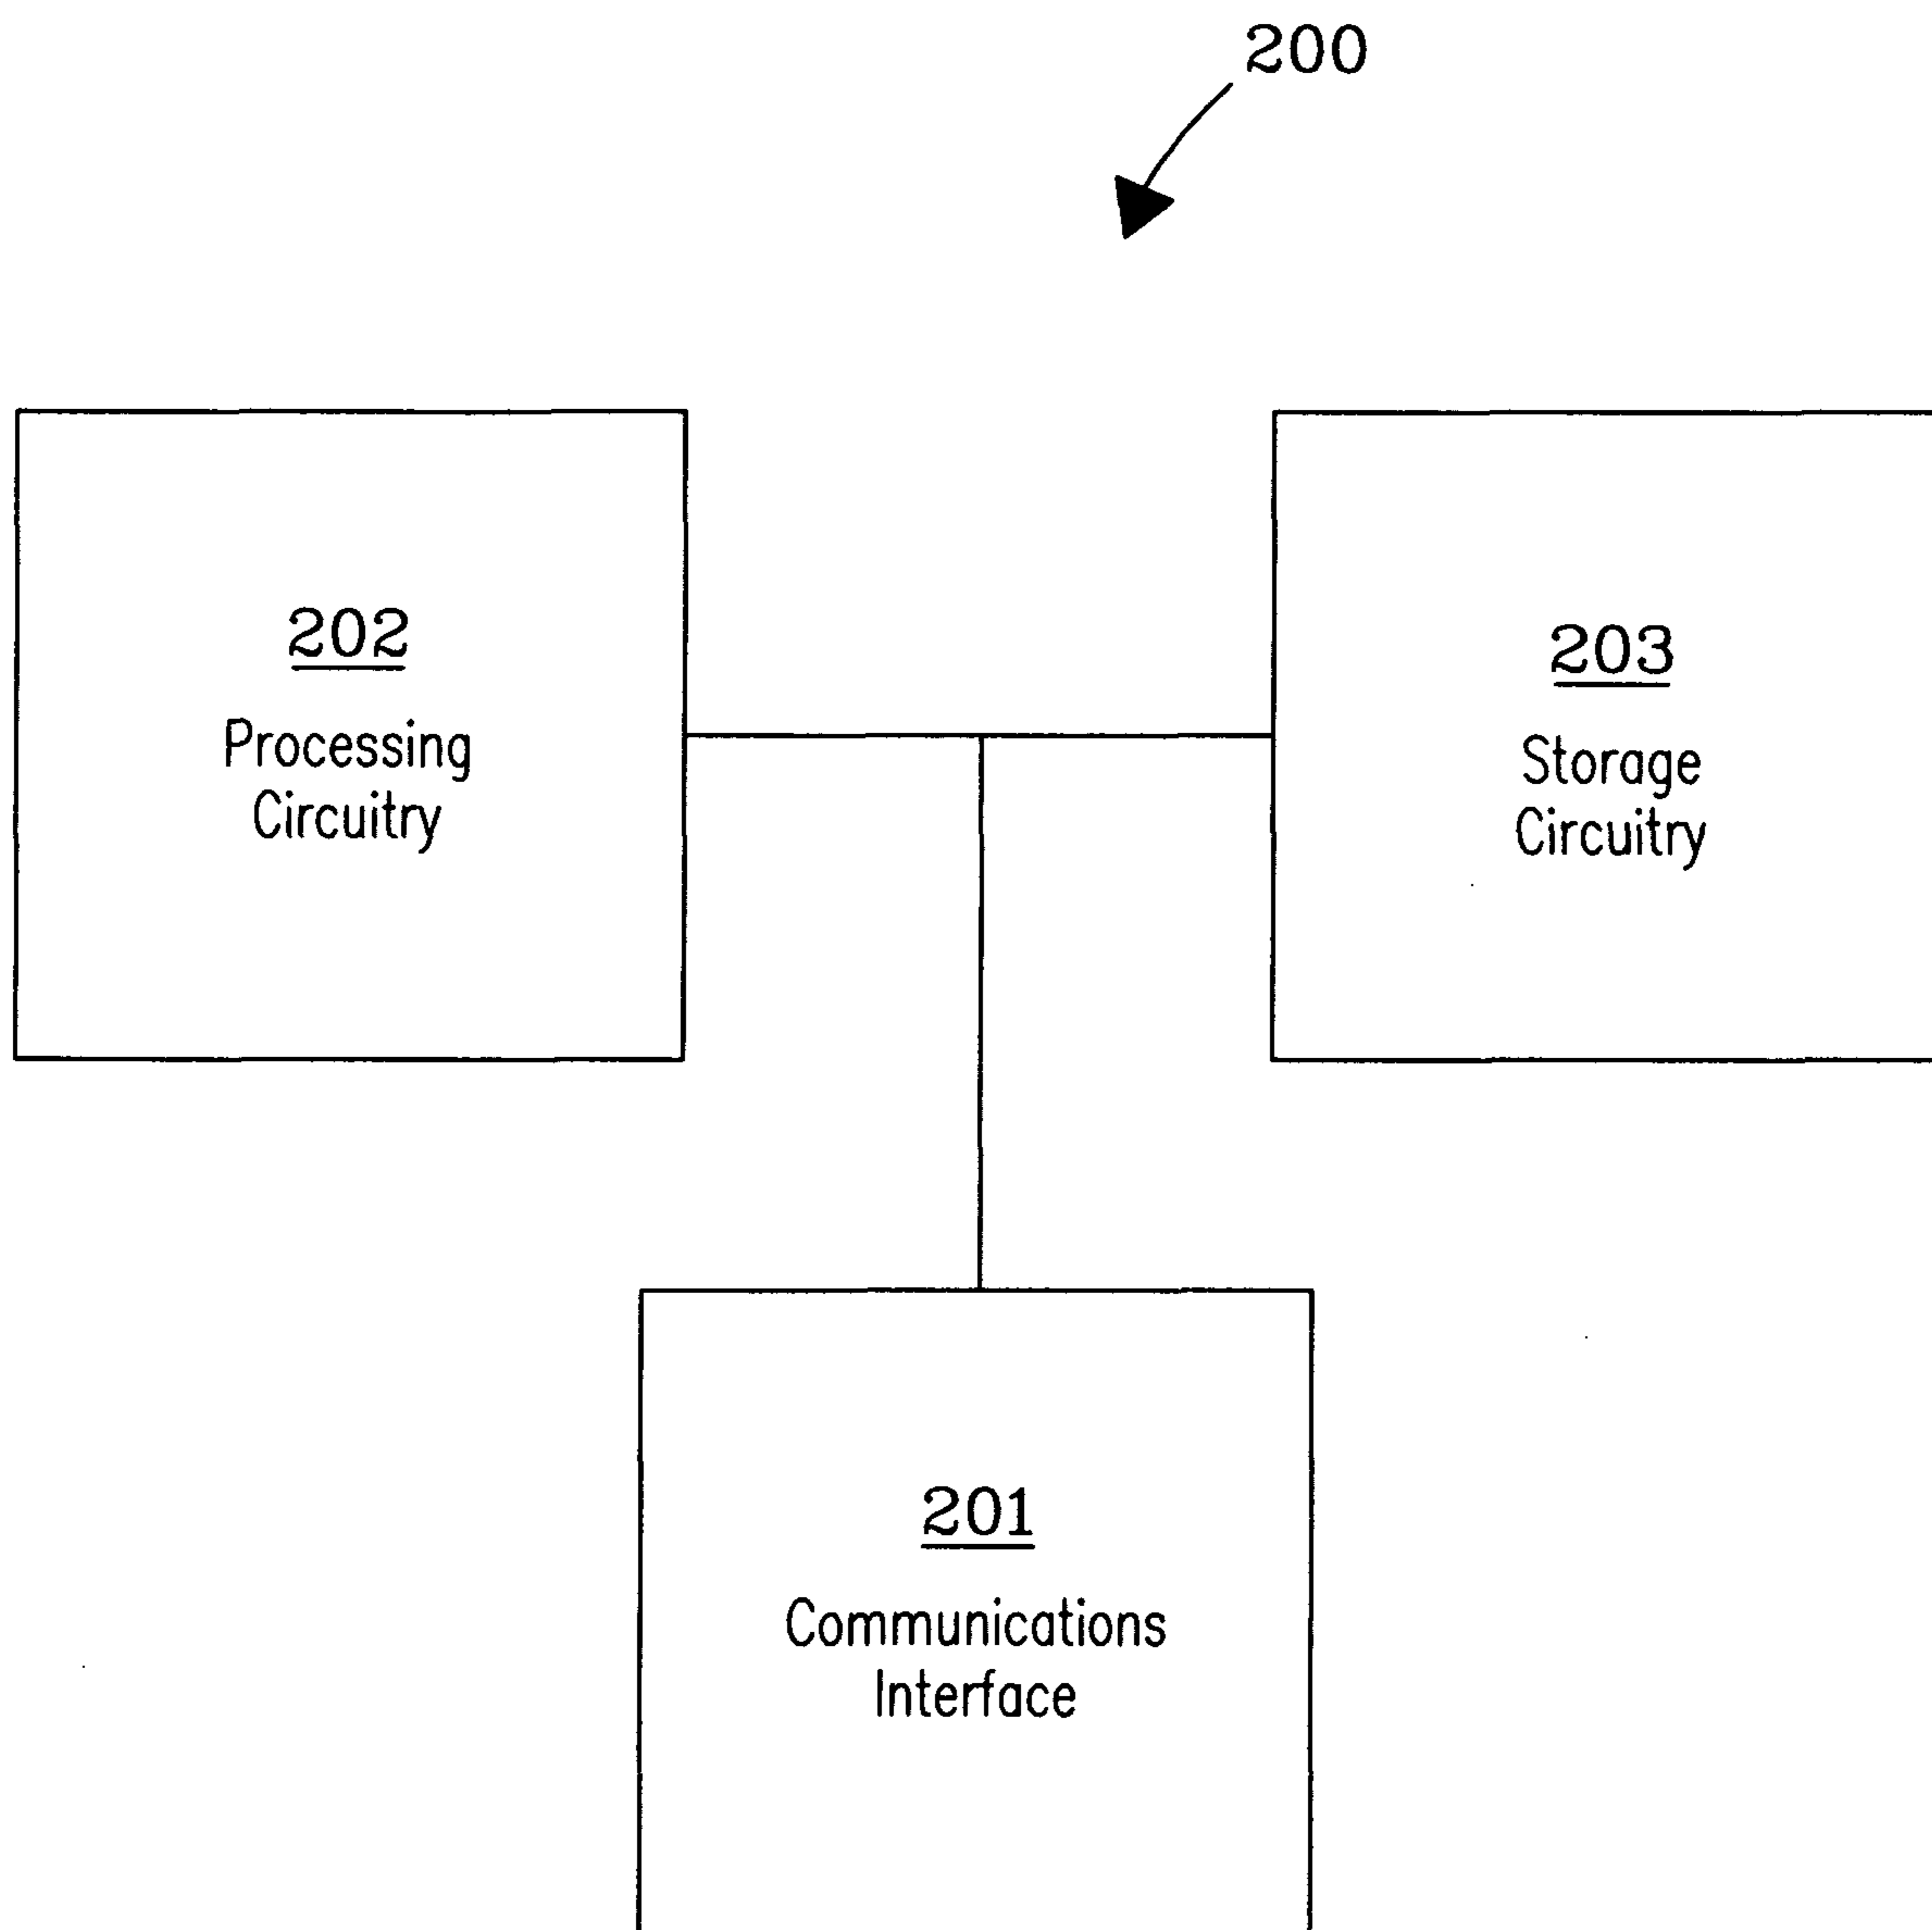 200
202
Processing
Circuitry
203
Storage
Circuitry
201
Communications
Interface